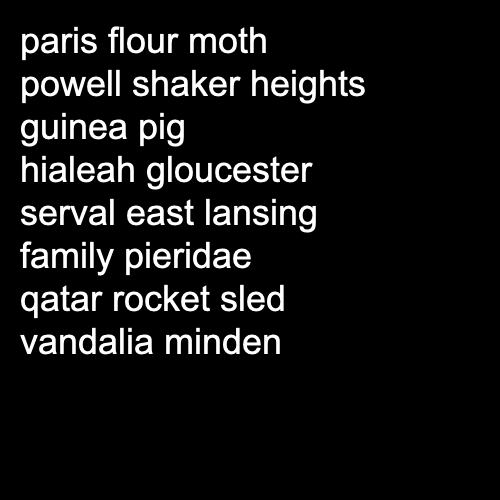 paris flour moth
powell shaker heights
guinea pig
hialeah gloucester
serval east lansing
family pieridae
qatar rocket sled
vandalia minden